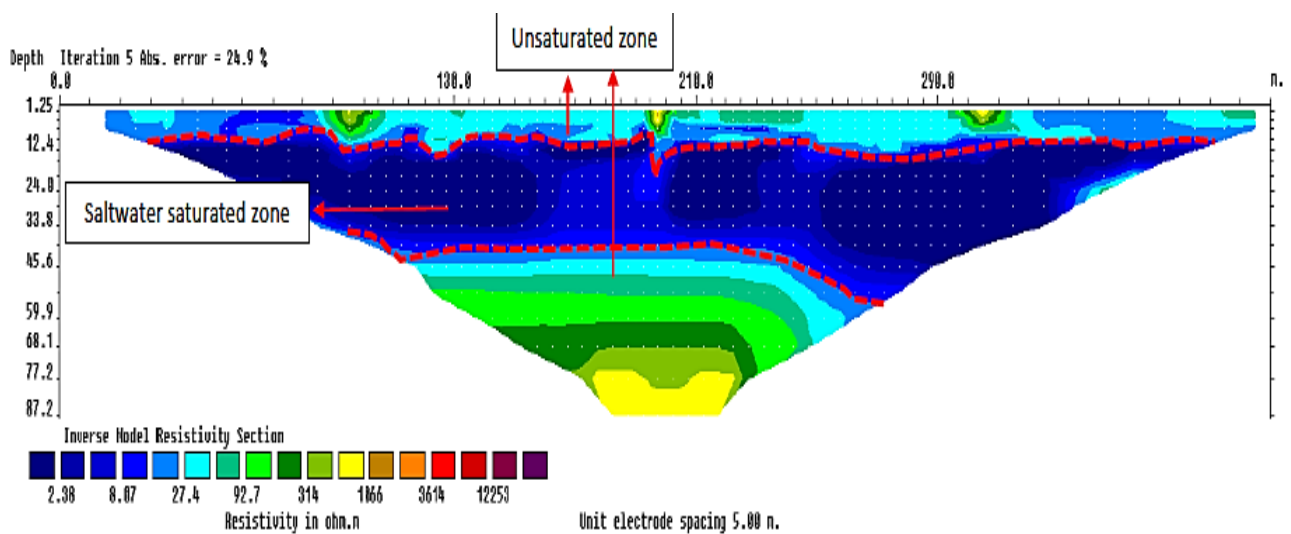 Unsaturated zone
Depth Iteration 5 Abs. error = 24.9 %
0.0 130.0 210.0 290.0 m.
1.25
12.4
24.0
Saltwater saturated zone
33.8
45.6
59.9
68.1
77.2
87.2
Inverse Model Resistivity Section
2.38 8.07 27.4 92.7 314 1066 3614 12253
Resistivity in ohm.m Unit electrode spacing 5.00 m.